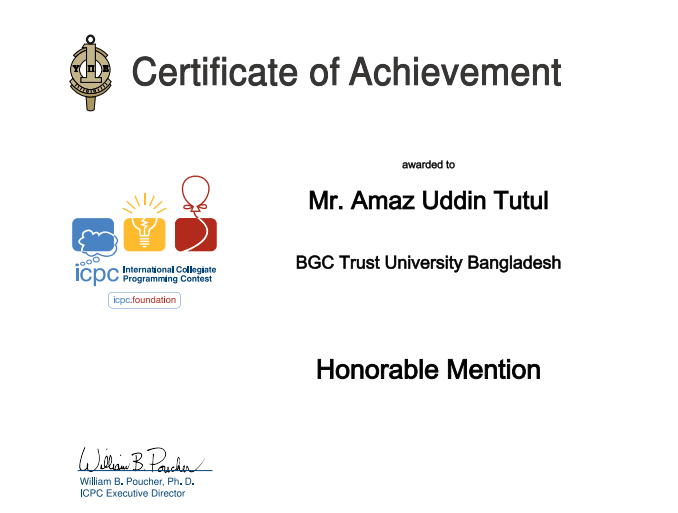 Certificate of Achievement
awarded to
Mr. Amaz Uddin Tutul
BGC Trust University Bangladesh
icpc International Collegiate
Programming Contest
icpc.foundation
Honorable Mention
William B. Poucher
William B. Poucher, Ph. D.
ICPC Executive Director